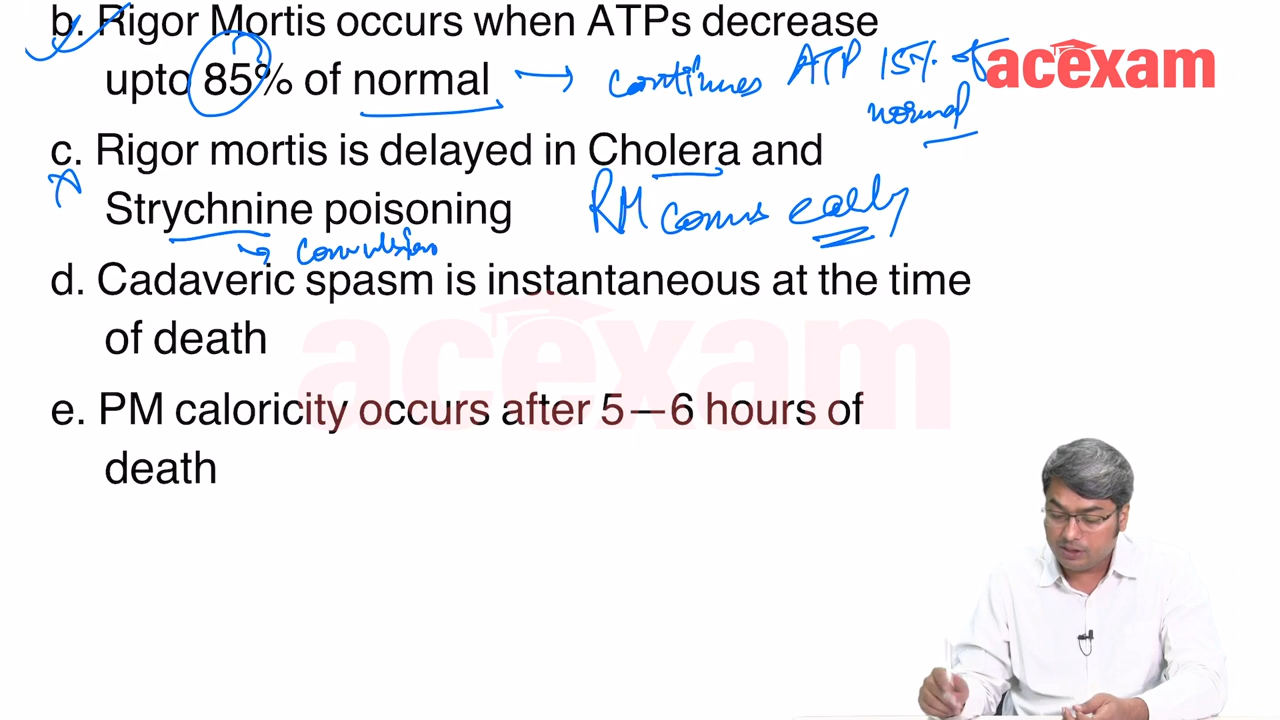 b. Rigor Mortis occurs when ATPs decrease
upto 85% of normal → continues ATP 15% of
normal
acexam
c. Rigor mortis is delayed in Cholera and
Strychnine poisoning
RM comes early
convulsion
d. Cadaveric spasm is instantaneous at the time
of death
acexam
e. PM caloricity occurs after 5–6 hours of
death